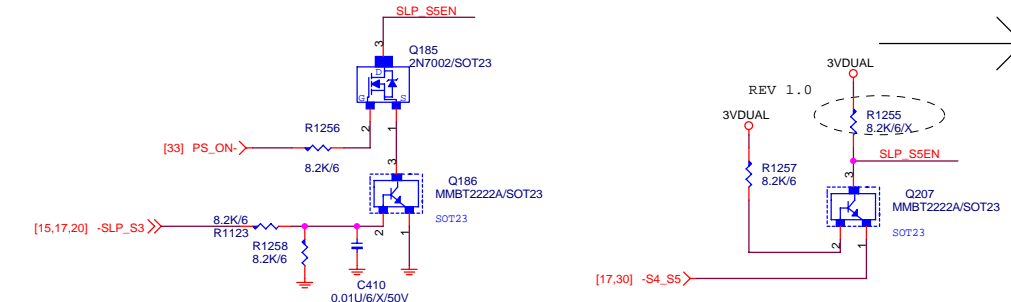 SLP_S5EN
3
Q185
2N7002/SOT23
D
G
S
2
1
R1256
[33] PS_ON-
8.2K/6
3
Q186
MMBT2222A/SOT23
SOT23
8.2K/6
[15,17,20] -SLP_S3
R1123
R1258
8.2K/6
2
1
C410
0.01U/6/X/50V
3VDUAL
REV 1.0
3VDUAL
R1255
8.2K/6/X
SLP_S5EN
R1257
8.2K/6
3
Q207
MMBT2222A/SOT23
SOT23
2
1
[17,30] -S4_S5